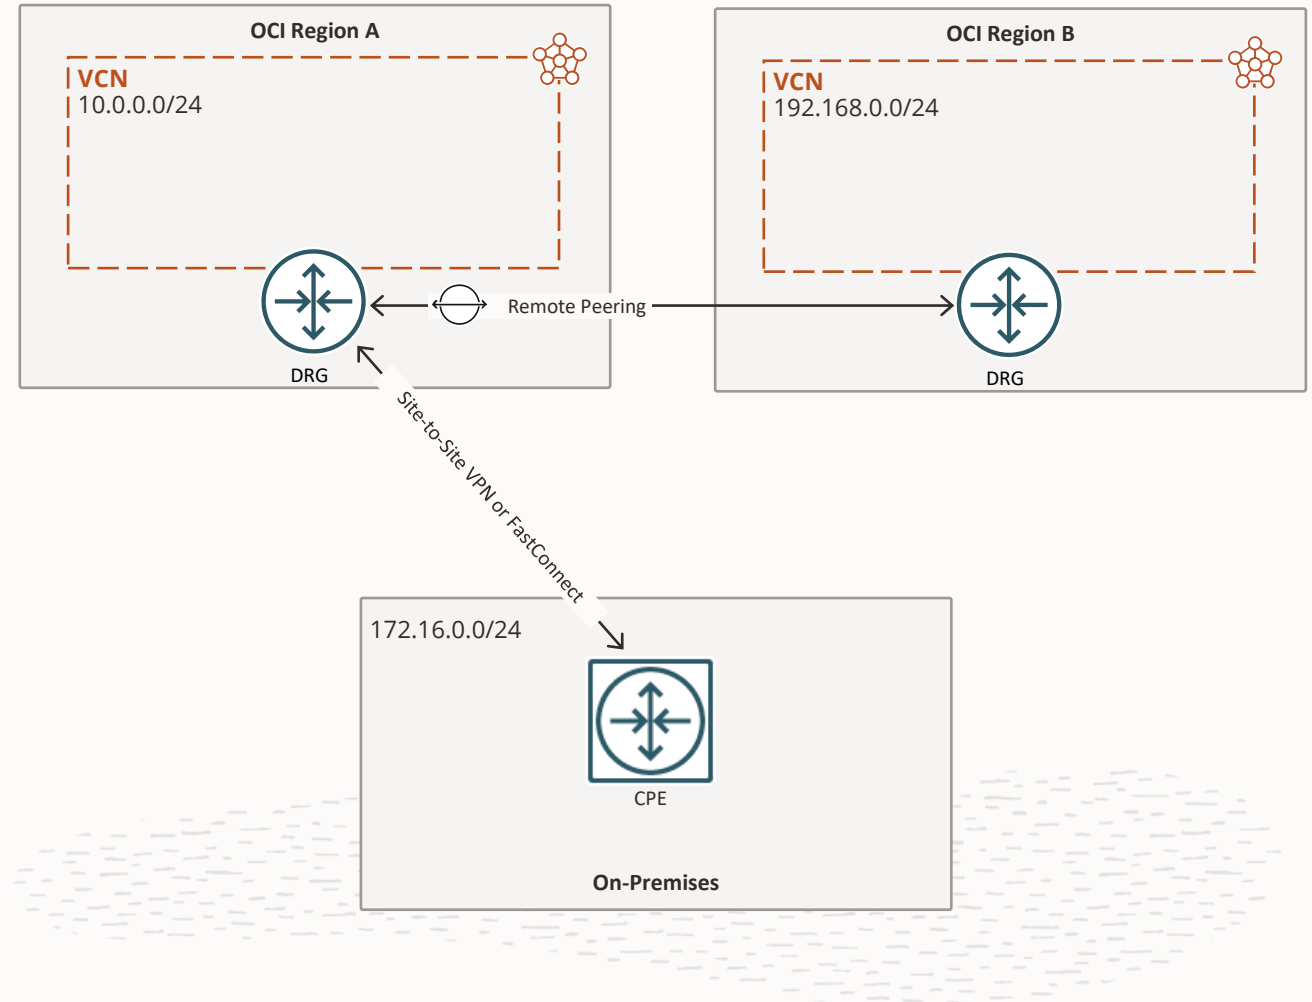 OCI Region A
VCN
10.0.0.0/24
DRG
OCI Region B
VCN
192.168.0.0/24
DRG
Remote Peering
Site-to-Site VPN or FastConnect
172.16.0.0/24
CPE
On-Premises